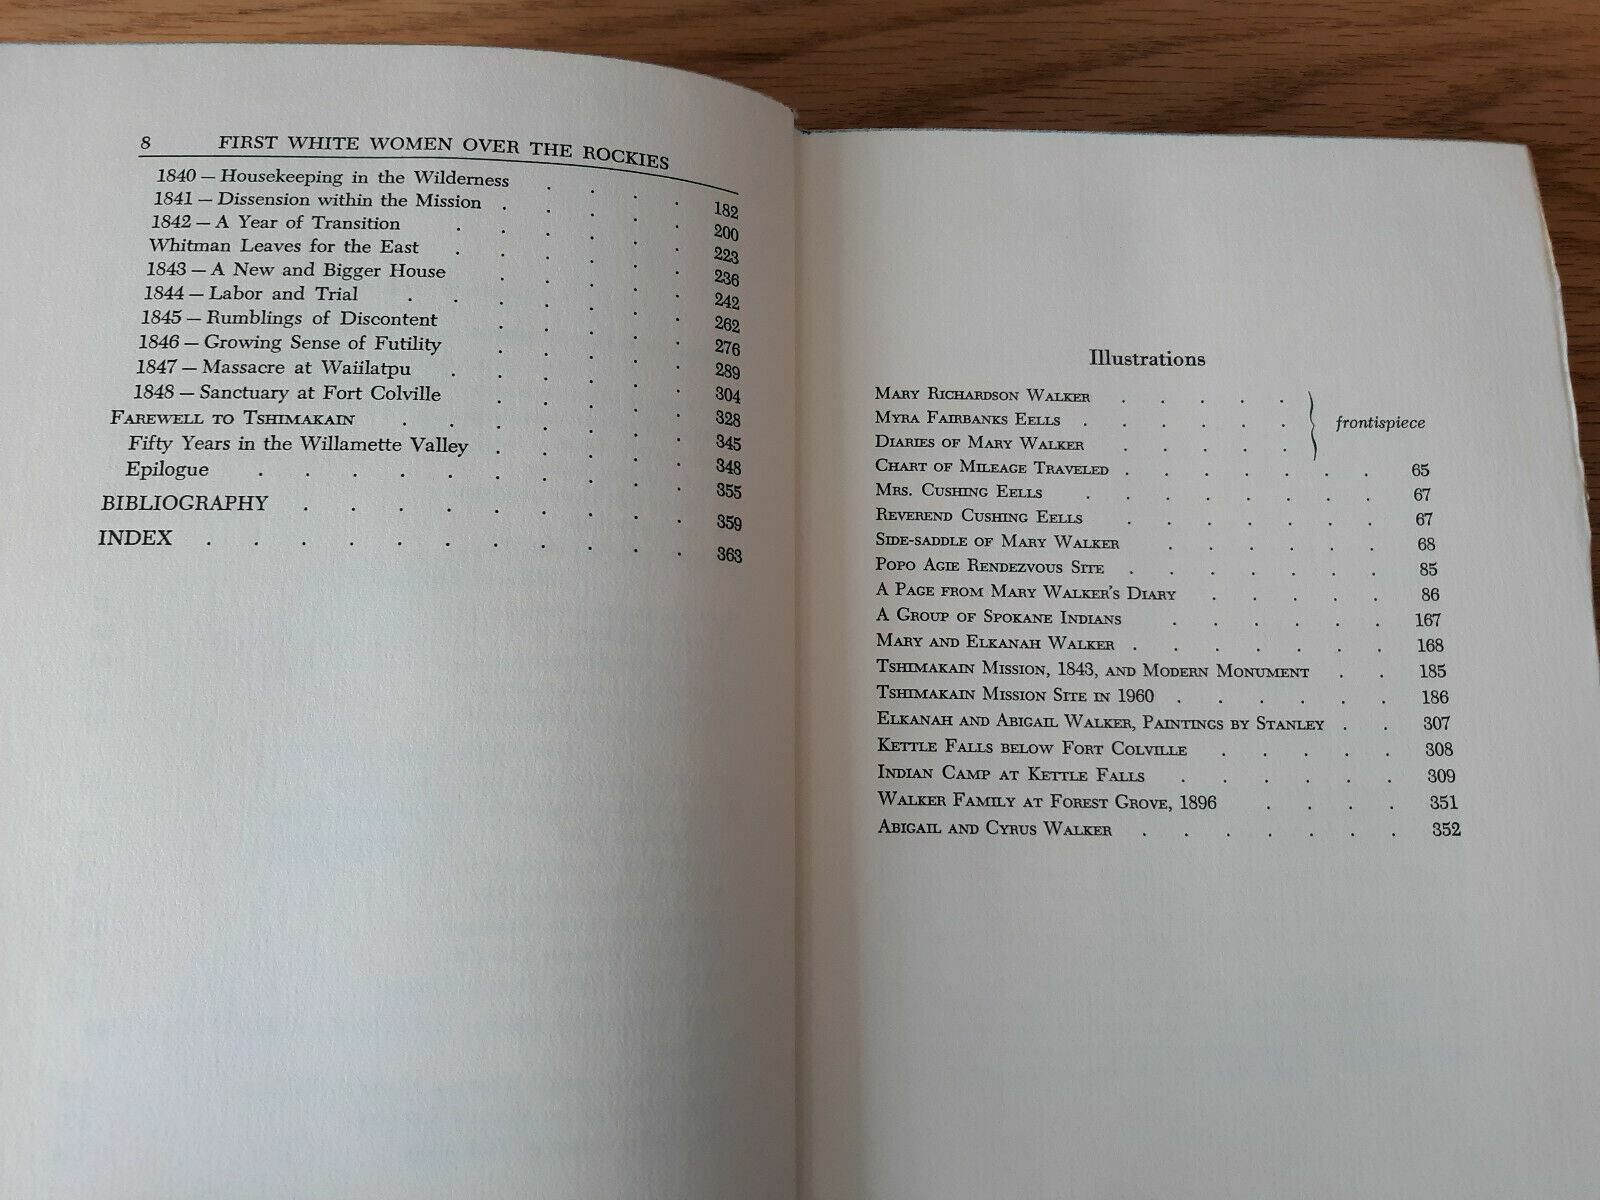 8 FIRST WHITE WOMEN OVER THE ROCKIES
1840 — Housekeeping in the Wilderness . . . . 182
1841 — Dissension within the Mission . . . . . 200
1842 — A Year of Transition . . . . . . 223
Whitman Leaves for the East . . . . . . 236
1843 — A New and Bigger House . . . . . 242
1844 — Labor and Trial . . . . . . . 262
1845 — Rumblings of Discontent . . . . . 276
1846 — Growing Sense of Futility . . . . . 289
1847 — Massacre at Waiilatpu . . . . . . 304
1848 — Sanctuary at Fort Colville . . . . . 328
FAREWELL TO TSHIMAKAIN . . . . . . . 345
Fifty Years in the Willamette Valley . . . . . 348
Epilogue . . . . . . . . . . 355
BIBLIOGRAPHY . . . . . . . . . 359
INDEX . . . . . . . . . . . 363
Illustrations
MARY RICHARDSON WALKER . . . . .
MYRA FAIRBANKS EELLS . . . . . . frontispiece
DIARIES OF MARY WALKER . . . . .
CHART OF MILEAGE TRAVELED . . . . . . . 65
MRS. CUSHING EELLS . . . . . . . 67
REVEREND CUSHING EELLS . . . . . . 67
SIDE-SADDLE OF MARY WALKER . . . . . 68
POPO AGIE RENDEZVOUS SITE . . . . . . 85
A PAGE FROM MARY WALKER'S DIARY . . . . . 86
A GROUP OF SPOKANE INDIANS . . . . . . 167
MARY AND ELKANAH WALKER . . . . . . . 168
TSHIMAKAIN MISSION, 1843, AND MODERN MONUMENT . . 185
TSHIMAKAIN MISSION SITE IN 1960 . . . . . . 186
ELKANAH AND ABIGAIL WALKER, PAINTINGS BY STANLEY . . 307
KETTLE FALLS BELOW FORT COLVILLE . . . . . 308
INDIAN CAMP AT KETTLE FALLS . . . . . . 309
WALKER FAMILY AT FOREST GROVE, 1896 . . . . 351
ABIGAIL AND CYRUS WALKER . . . . . . . 352